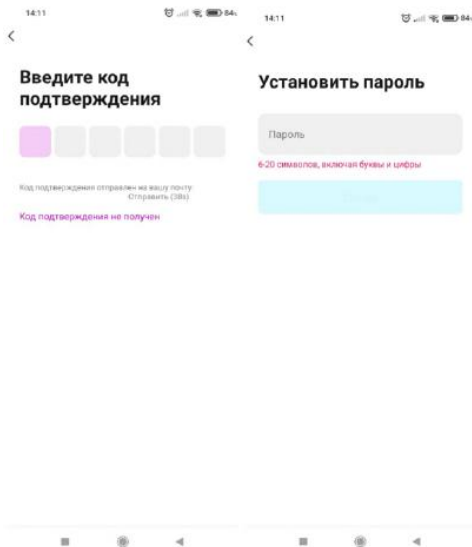 14:11
84
Введите код
подтверждения
Код подтверждения отправлен на вашу почту
Отправить (38s)
Код подтверждения не получен
14:11
84
Установить пароль
Пароль
6-20 символов, включая буквы и цифры